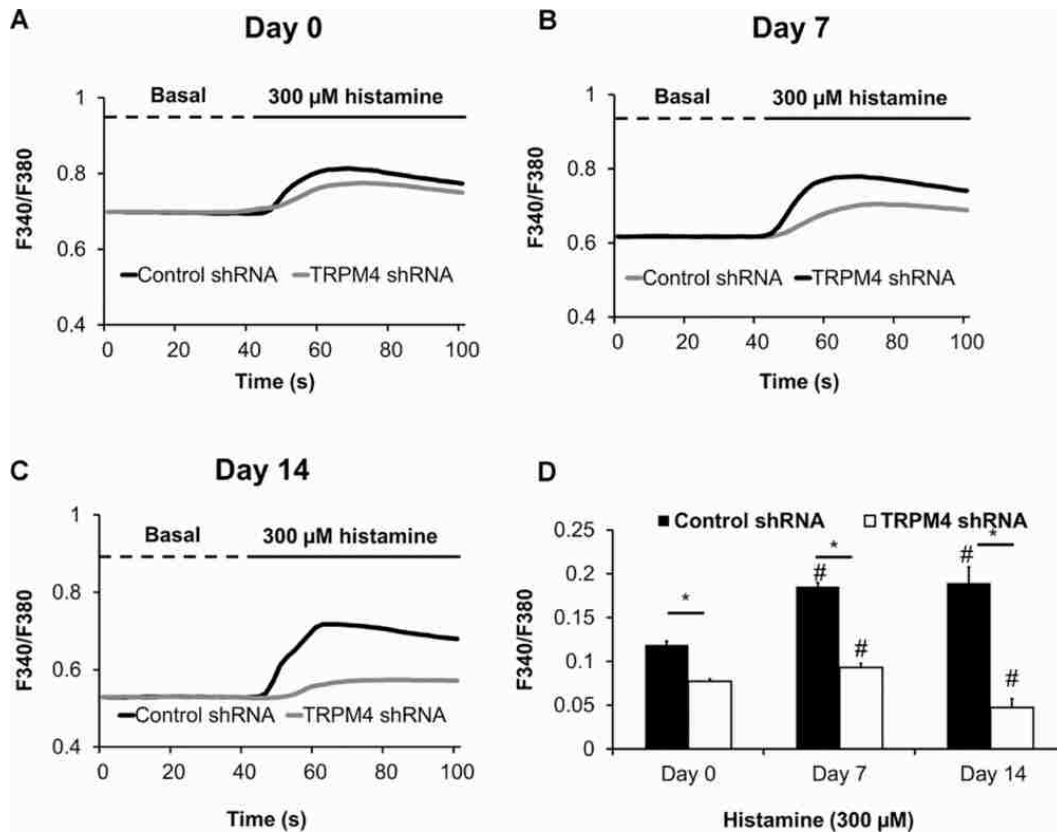 A
Day 0
Basal
300 µM histamine
F340/F380
1
0.8
0.6
0.4
Control shRNA
TRPM4 shRNA
0 20 40 60 80 100
Time (s)
B
Day 7
Basal
300 µM histamine
F340/F380
1
0.8
0.6
0.4
Control shRNA
TRPM4 shRNA
0 20 40 60 80 100
Time (s)
C
Day 14
Basal
300 µM histamine
F340/F380
1
0.8
0.6
0.4
Control shRNA
TRPM4 shRNA
0 20 40 60 80 100
Time (s)
D
Control shRNA
TRPM4 shRNA
F340/F380
0.25
0.2
0.15
0.1
0.05
0
*
* # #
* # #
Day 0 Day 7 Day 14
Histamine (300 µM)